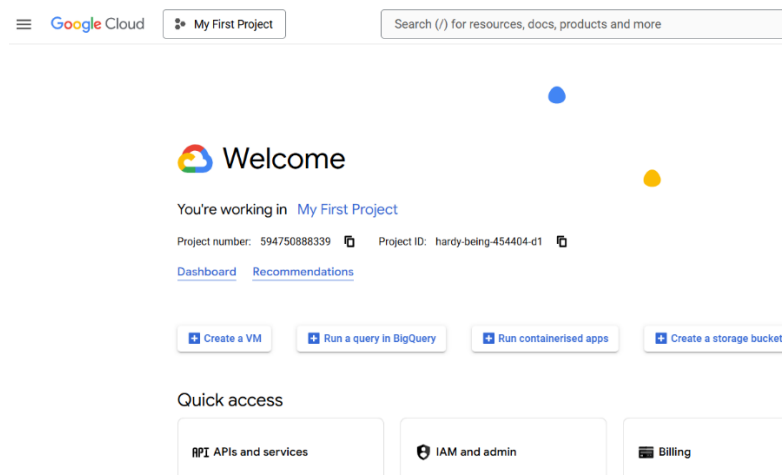 Google Cloud My First Project Search (/) for resources, docs, products and more
Welcome
You're working in My First Project
Project number: 594750888339 Project ID: hardy-being-454404-d1
Dashboard Recommendations
Create a VM Run a query in BigQuery Run containerised apps Create a storage bucket
Quick access
API APIs and services IAM and admin Billing